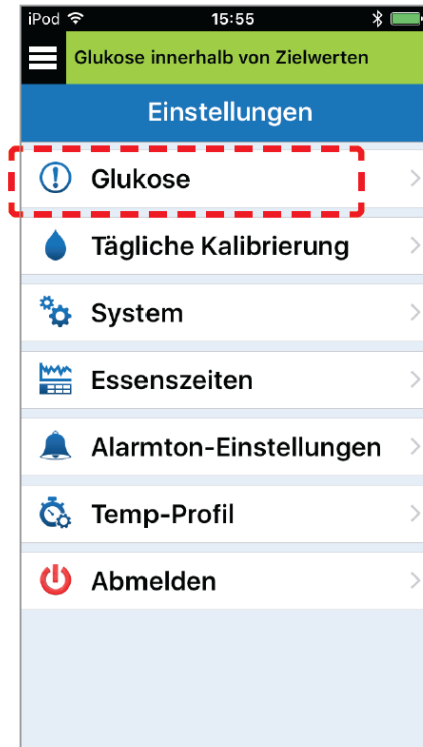 iPod 15:55
Glukose innerhalb von Zielwerten
Einstellungen
Glukose
Tägliche Kalibrierung
System
Essenszeiten
Alarmton-Einstellungen
Temp-Profil
Abmelden